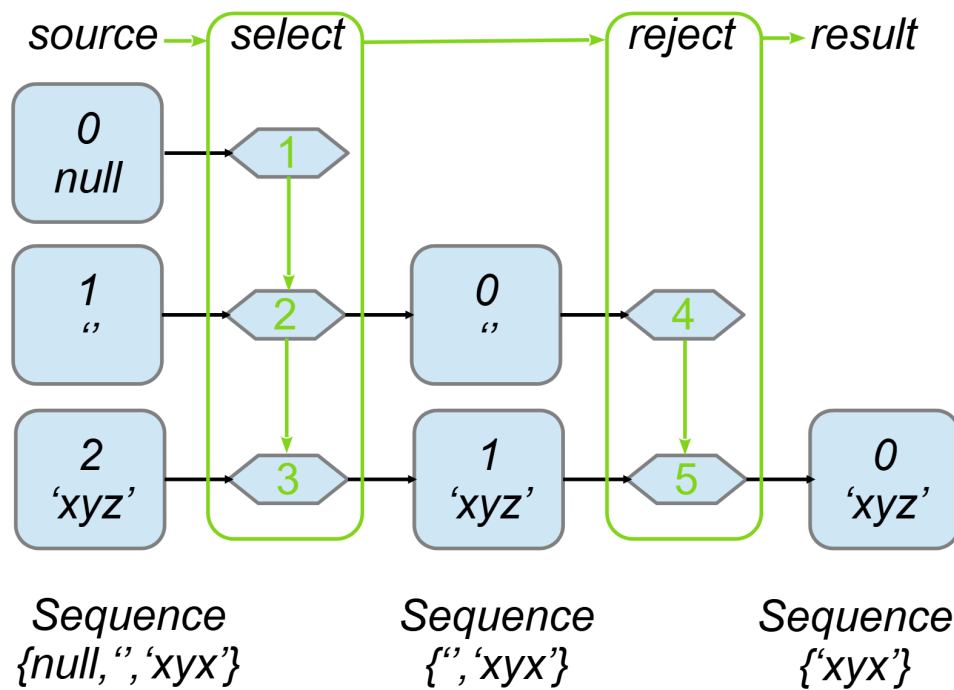 source select reject result
0
null
1
1
‘’
2
0
‘’
4
2
‘xyz’
3
1
‘xyz’
5
0
‘xyz’
Sequence
{null,‘’,‘xyx’}
Sequence
{‘’,‘xyx’}
Sequence
{‘xyx’}